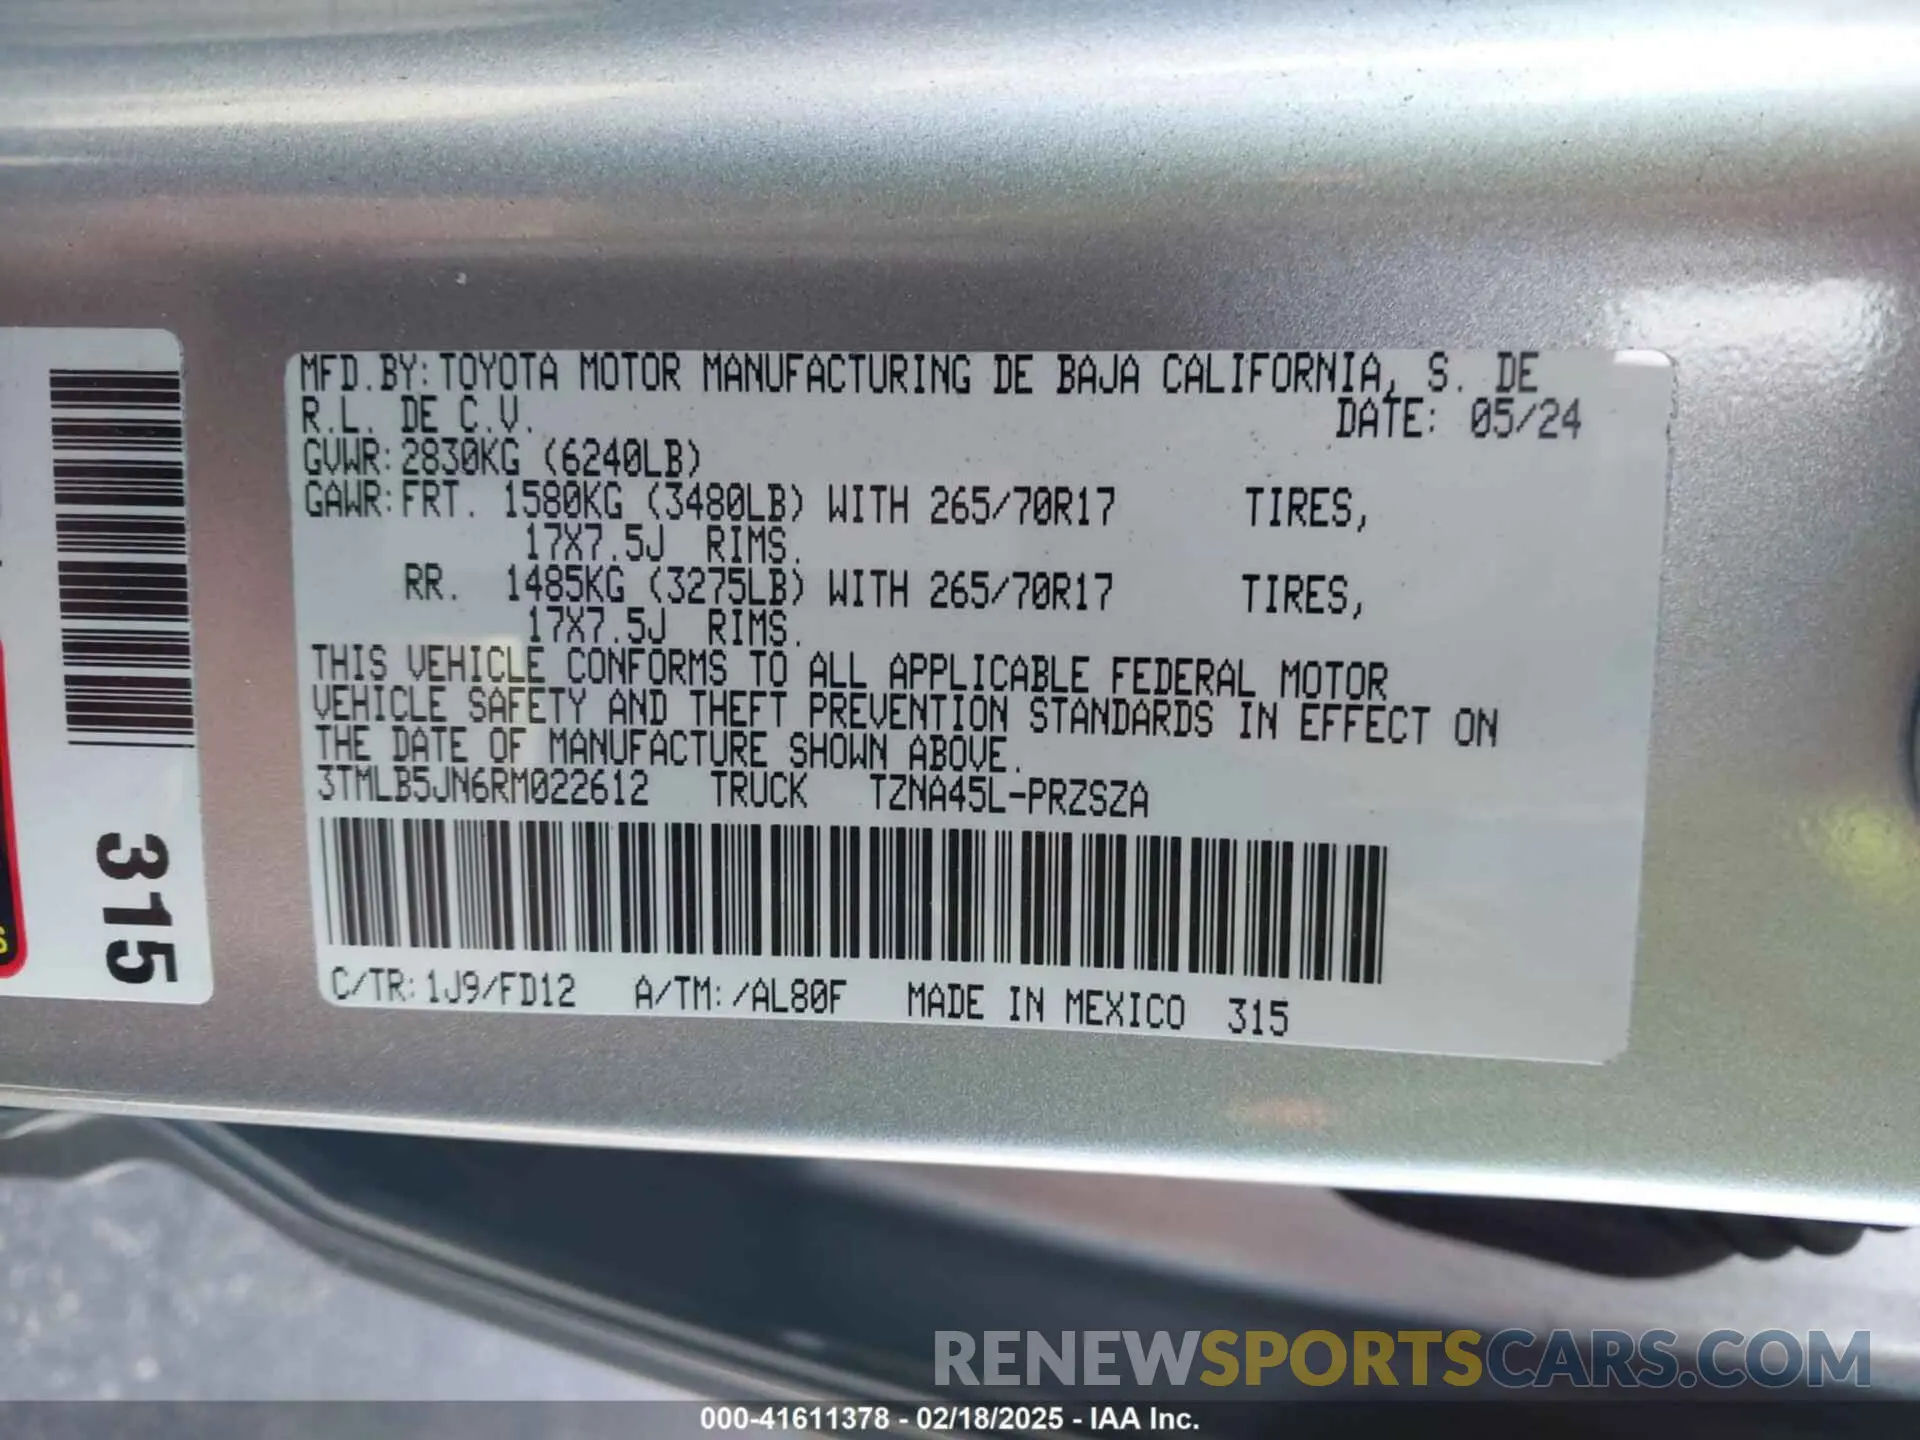 MFD.BY:TOYOTA MOTOR MANUFACTURING DE BAJA CALIFORNIA, S. DE
R.L. DE C.V.
DATE: 05/24
GVWR:2830KG (6240LB)
GAWR:FRT. 1580KG (3480LB) WITH 265/70R17 TIRES,
17X7.5J RIMS.
RR. 1485KG (3275LB) WITH 265/70R17 TIRES,
17X7.5J RIMS.
THIS VEHICLE CONFORMS TO ALL APPLICABLE FEDERAL MOTOR
VEHICLE SAFETY AND THEFT PREVENTION STANDARDS IN EFFECT ON
THE DATE OF MANUFACTURE SHOWN ABOVE.
3TMLB5JN6RM022612 TRUCK TZNA45L-PRZSZA
C/TR:1J9/FD12 A/TM:/AL80F MADE IN MEXICO 315
315
RENEWSPORTSCARS.COM
000-41611378 - 02/18/2025 - IAA Inc.